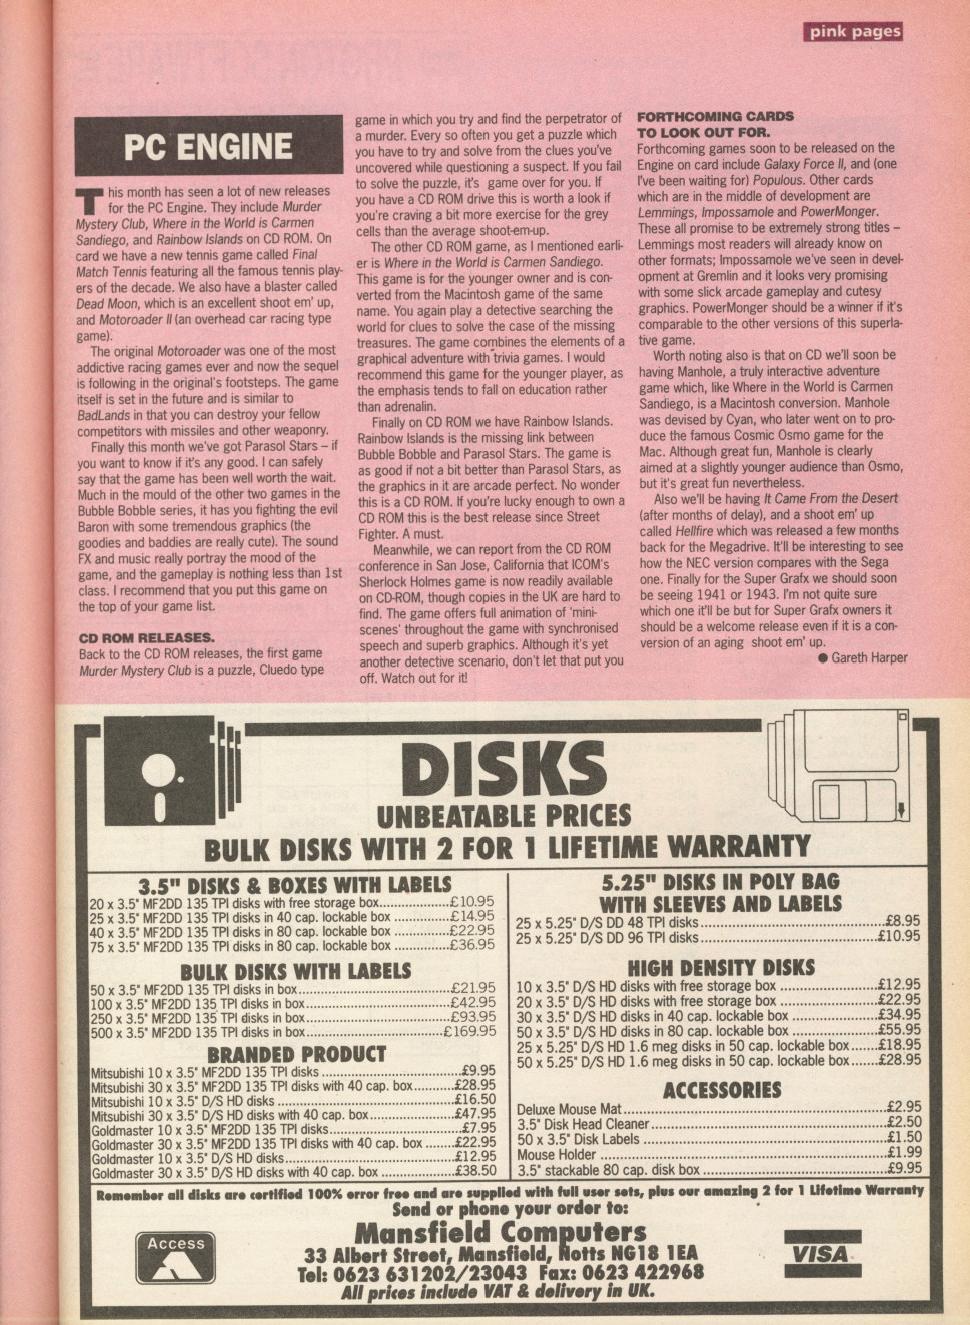 pink pages
PC ENGINE
This month has seen a lot of new releases
for the PC Engine. They include Murder
Mystery Club, Where in the World is Carmen
Sandiego, and Rainbow Islands on CD ROM. On
card we have a new tennis game called Final
Match Tennis featuring all the famous tennis play-
ers of the decade. We also have a blaster called
Dead Moon, which is an excellent shoot em' up,
and Motoroader II (an overhead car racing type
game).
The original Motoroader was one of the most
addictive racing games ever and now the sequel
is following in the original's footsteps. The game
itself is set in the future and is similar to
BadLands in that you can destroy your fellow
competitors with missiles and other weaponry.
Finally this month we've got Parasol Stars – if
you want to know if it's any good. I can safely
say that the game has been well worth the wait.
Much in the mould of the other two games in the
Bubble Bobble series, it has you fighting the evil
Baron with some tremendous graphics (the
goodies and baddies are really cute). The sound
FX and music really portray the mood of the
game, and the gameplay is nothing less than 1st
class. I recommend that you put this game on
the top of your game list.
CD ROM RELEASES.
Back to the CD ROM releases, the first game
Murder Mystery Club is a puzzle, Cluedo type
game in which you try and find the perpetrator of
a murder. Every so often you get a puzzle which
you have to try and solve from the clues you've
uncovered while questioning a suspect. If you fail
to solve the puzzle, it's game over for you. If
you have a CD ROM drive this is worth a look if
you're craving a bit more exercise for the grey
cells than the average shoot-em-up.
The other CD ROM game, as I mentioned earli-
er is Where in the World is Carmen Sandiego.
This game is for the younger owner and is con-
verted from the Macintosh game of the same
name. You again play a detective searching the
world for clues to solve the case of the missing
treasures. The game combines the elements of a
graphical adventure with trivia games. I would
recommend this game for the younger player, as
the emphasis tends to fall on education rather
than adrenalin.
Finally on CD ROM we have Rainbow Islands.
Rainbow Islands is the missing link between
Bubble Bobble and Parasol Stars. The game is
as good if not a bit better than Parasol Stars, as
the graphics in it are arcade perfect. No wonder
this is a CD ROM. If you're lucky enough to own a
CD ROM this is the best release since Street
Fighter. A must.
Meanwhile, we can report from the CD ROM
conference in San Jose, California that ICOM's
Sherlock Holmes game is now readily available
on CD-ROM, though copies in the UK are hard to
find. The game offers full animation of 'mini-
scenes' throughout the game with synchronised
speech and superb graphics. Although it's yet
another detective scenario, don't let that put you
off. Watch out for it!
FORTHCOMING CARDS
TO LOOK OUT FOR.
Forthcoming games soon to be released on the
Engine on card include Galaxy Force II, and (one
I've been waiting for) Populous. Other cards
which are in the middle of development are
Lemmings, Impossamole and PowerMonger.
These all promise to be extremely strong titles –
Lemmings most readers will already know on
other formats; Impossamole we've seen in devel-
opment at Gremlin and it looks very promising
with some slick arcade gameplay and cutesy
graphics. PowerMonger should be a winner if it's
comparable to the other versions of this superla-
tive game.
Worth noting also is that on CD we'll soon be
having Manhole, a truly interactive adventure
game which, like Where in the World is Carmen
Sandiego, is a Macintosh conversion. Manhole
was devised by Cyan, who later went on to pro-
duce the famous Cosmic Osmo game for the
Mac. Although great fun, Manhole is clearly
aimed at a slightly younger audience than Osmo,
but it's great fun nevertheless.
Also we'll be having It Came From the Desert
(after months of delay), and a shoot em' up
called Hellfire which was released a few months
back for the Megadrive. It'll be interesting to see
how the NEC version compares with the Sega
one. Finally for the Super Grafx we should soon
be seeing 1941 or 1943. I'm not quite sure
which one it'll be but for Super Grafx owners it
should be a welcome release even if it is a con-
version of an aging shoot em' up.
● Gareth Harper
DISKS
UNBEATABLE PRICES
BULK DISKS WITH 2 FOR 1 LIFETIME WARRANTY
3.5" DISKS & BOXES WITH LABELS
20 x 3.5" MF2DD 135 TPI disks with free storage box ..........£10.95
25 x 3.5" MF2DD 135 TPI disks in 40 cap. lockable box ..........£14.95
40 x 3.5" MF2DD 135 TPI disks in 80 cap. lockable box ..........£22.95
75 x 3.5" MF2DD 135 TPI disks in 80 cap. lockable box ..........£36.95
BULK DISKS WITH LABELS
50 x 3.5" MF2DD 135 TPI disks in box..........£21.95
100 x 3.5" MF2DD 135 TPI disks in box..........£42.95
250 x 3.5" MF2DD 135 TPI disks in box..........£93.95
500 x 3.5" MF2DD 135 TPI disks in box..........£169.95
BRANDED PRODUCT
Mitsubishi 10 x 3.5" MF2DD 135 TPI disks ..........£9.95
Mitsubishi 30 x 3.5" MF2DD 135 TPI disks with 40 cap. box..........£28.95
Mitsubishi 10 x 3.5" D/S HD disks ..........£16.50
Mitsubishi 30 x 3.5" D/S HD disks with 40 cap. box..........£47.95
Goldmaster 10 x 3.5" MF2DD 135 TPI disks..........£7.95
Goldmaster 30 x 3.5" MF2DD 135 TPI disks with 40 cap. box ..........£22.95
Goldmaster 10 x 3.5" D/S HD disks..........£12.95
Goldmaster 30 x 3.5" D/S HD disks with 40 cap. box ..........£38.50
5.25" DISKS IN POLY BAG
WITH SLEEVES AND LABELS
25 x 5.25" D/S DD 48 TPI disks..........£8.95
25 x 5.25" D/S DD 96 TPI disks..........£10.95
HIGH DENSITY DISKS
10 x 3.5" D/S HD disks with free storage box ..........£12.95
20 x 3.5" D/S HD disks with free storage box ..........£22.95
30 x 3.5" D/S HD disks in 40 cap. lockable box ..........£34.95
50 x 3.5" D/S HD disks in 80 cap. lockable box ..........£55.95
25 x 5.25" D/S HD 1.6 meg disks in 50 cap. lockable box.......£18.95
50 x 5.25" D/S HD 1.6 meg disks in 50 cap. lockable box.......£28.95
ACCESSORIES
Deluxe Mouse Mat..........£2.95
3.5" Disk Head Cleaner..........£2.50
50 x 3.5" Disk Labels ..........£1.50
Mouse Holder ..........£1.99
3.5" stackable 80 cap. disk box ..........£9.95
Remember all disks are certified 100% error free and are supplied with full user sets, plus our amazing 2 for 1 Lifetime Warranty
Send or phone your order to:
Mansfield Computers
33 Albert Street, Mansfield, Notts NG18 1EA
Tel: 0623 631202/23043 Fax: 0623 422968
All prices include VAT & delivery in UK.
Access
VISA